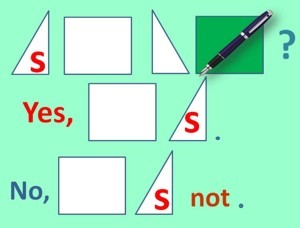 s ?
Yes, s .
No, s not .